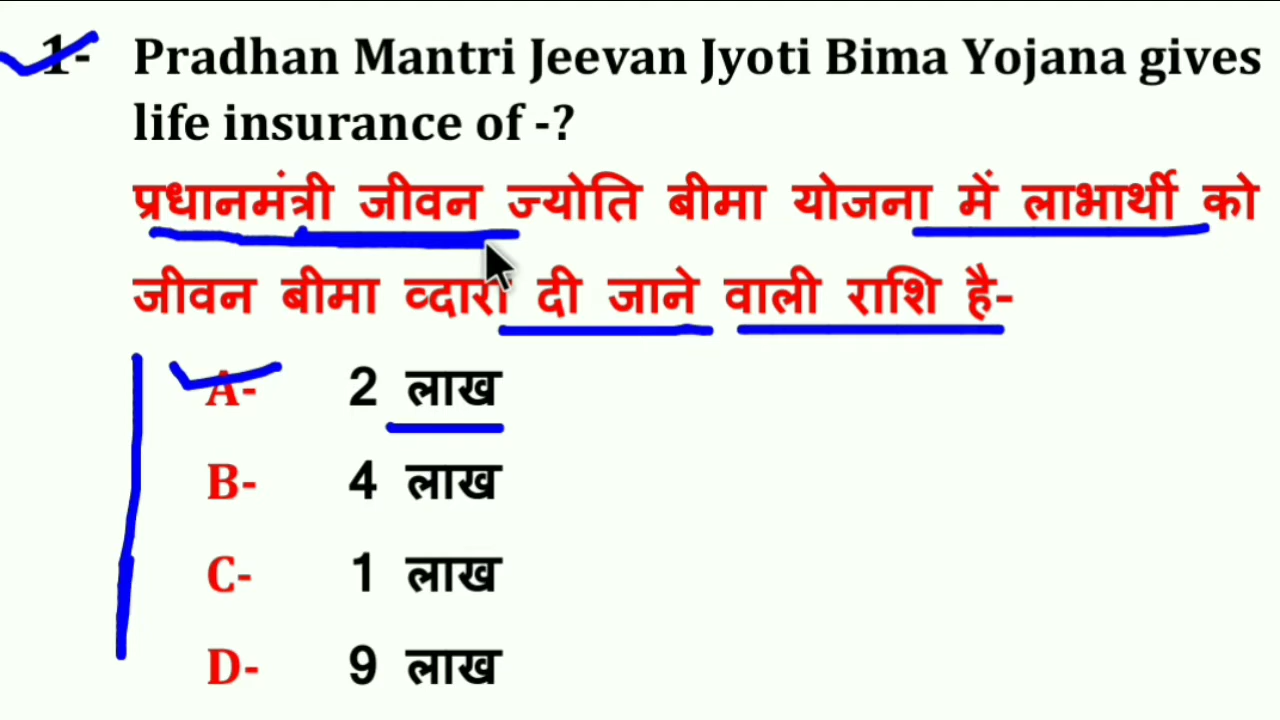 1- Pradhan Mantri Jeevan Jyoti Bima Yojana gives
life insurance of -?
प्रधानमंत्री जीवन ज्योति बीमा योजना में लाभार्थी को
जीवन बीमा व्दारा दी जाने वाली राशि है-
A- 2 लाख
B- 4 लाख
C- 1 लाख
D- 9 लाख